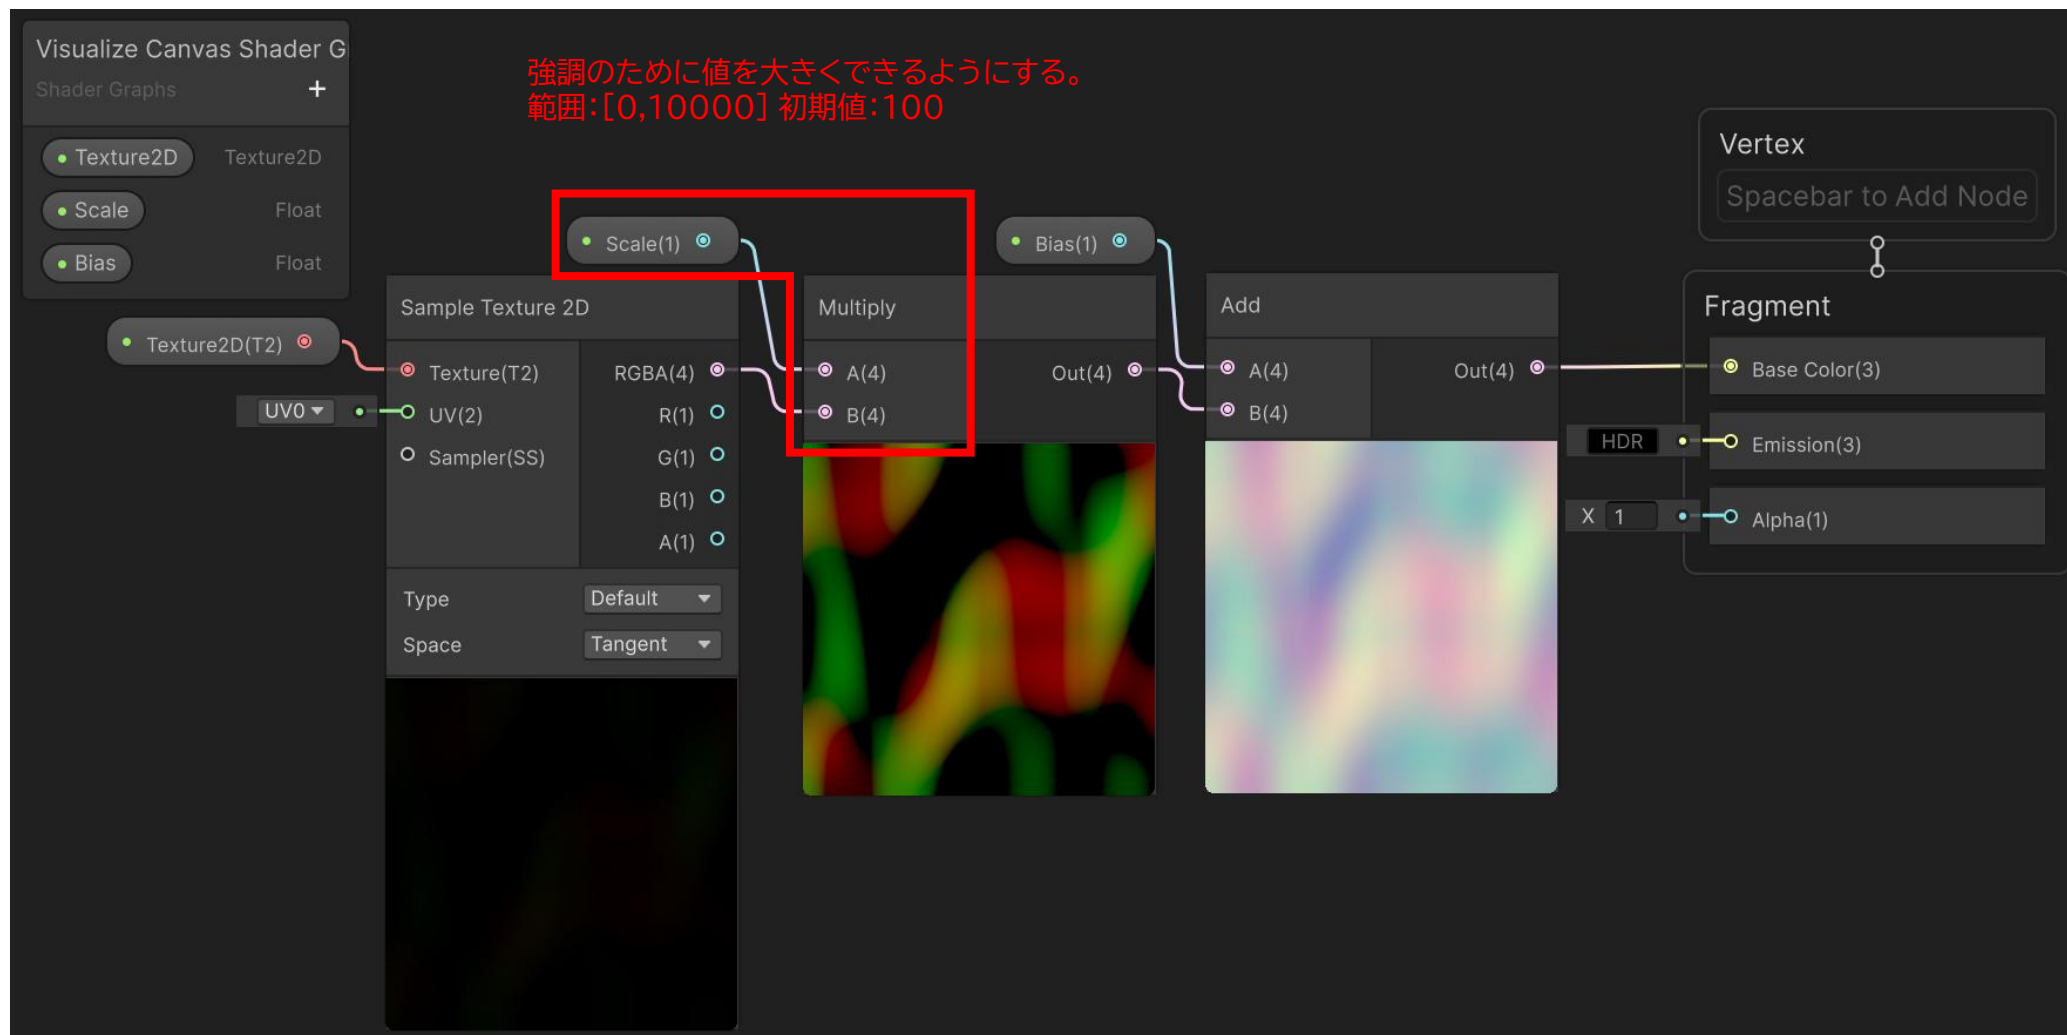 Visualize Canvas Shader G
Shader Graphs
+
Texture2D Texture2D
Scale Float
Bias Float
強調のために値を大きくできるようにする。
範囲:[0,10000] 初期値:100
Scale(1)
Bias(1)
Texture2D(T2)
UV0
Sample Texture 2D
Texture(T2) RGBA(4)
UV(2) R(1)
Sampler(SS) G(1)
B(1)
A(1)
Type Default
Space Tangent
Multiply
A(4) Out(4)
B(4)
Add
A(4) Out(4)
B(4)
Vertex
Spacebar to Add Node
Fragment
Base Color(3)
HDR Emission(3)
X 1 Alpha(1)